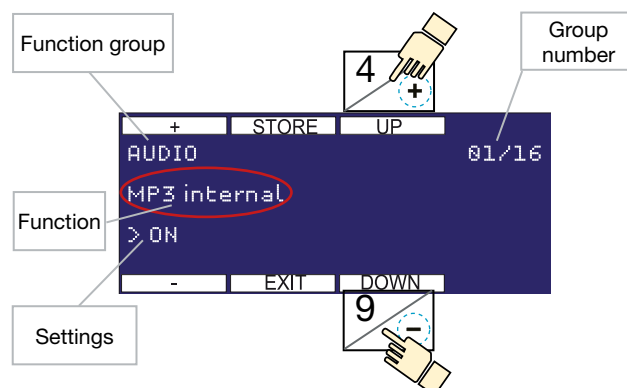 Function group
Group
number
4
+
+ STORE UP
AUDIO 01/16
MP3 internal
Function
> ON
- EXIT DOWN
9
-
Settings